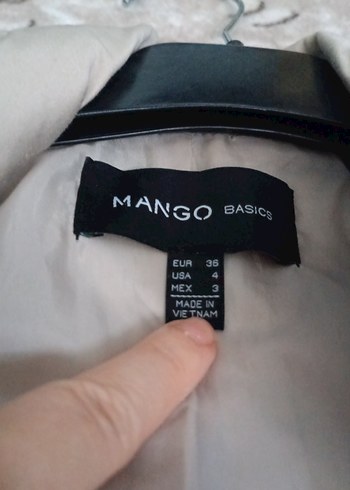 MANGO BASICS
EUR 36
USA 4
MEX 3
MADE IN
VIETNAM